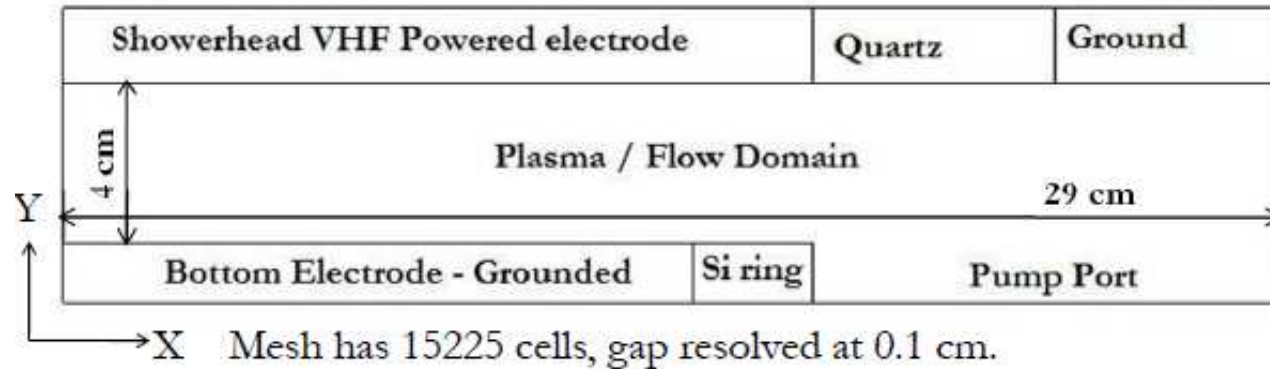 Showerhead VHF Powered electrode
Quartz
Ground
4 cm
Plasma / Flow Domain
29 cm
Y
Bottom Electrode - Grounded
Si ring
Pump Port
X Mesh has 15225 cells, gap resolved at 0.1 cm.